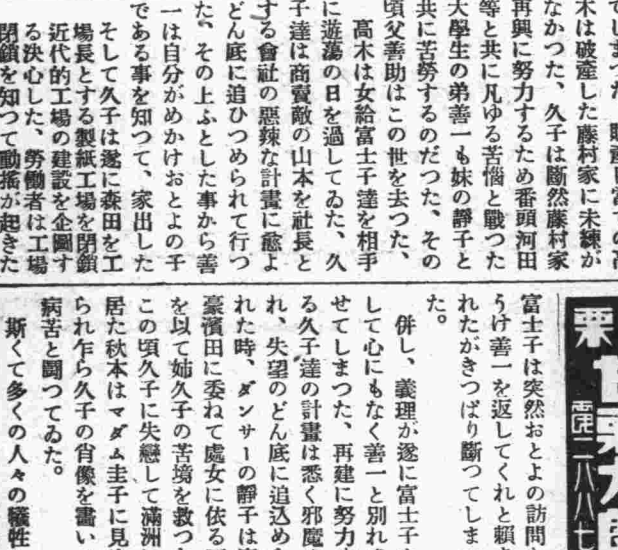 でしまつた
木は破産した藤村家に未練が
なかつた、久子は斷然藤村家
再興に努力するため番頭河田
等と共に凡ゆる苦惱と戰つた
大學生の弟善一も妹の靜子と
共に苦勞するのだつた、その
頃父善助はこの世を去つた、
高木は女給富士子達を相手
に遊蕩の日を過してゐた、久
子達は商賣敵の山本を社長と
する會社の惡辣な計畫に愈よ
どん底に追ひつめられて行つ
た、その上ふとした事から善
一は自分がめかけおとよの子
である事を知つて、家出した
そして久子は遂に森田を工
場長とする製紙工場を閉鎖
近代的工場の建設を企圖す
る決心した、勞働者は工場
閉鎖を知つて動搖が起きた
富士子は突然おとよの訪問
うけ善一を返してくれと頼ま
れたがきつぱり斷つてしま
た。
併し、義理が遂に富士子
して心にもなく善一と別れ
せてしまつた、再建に努力
る久子達の計畫は悉く邪魔
れ、失望のどん底に追込め
れた時、ダンサーの靜子は
豪濱田に委ねて處女に依る
を以て姉久子の苦境を救つ
この頃久子に失戀して滿洲
居た秋本はマダム圭子に見
られ乍ら久子の肖像を畫い
病苦と鬪つてゐた。
斯くて多くの人々の犧牲
電二八八七